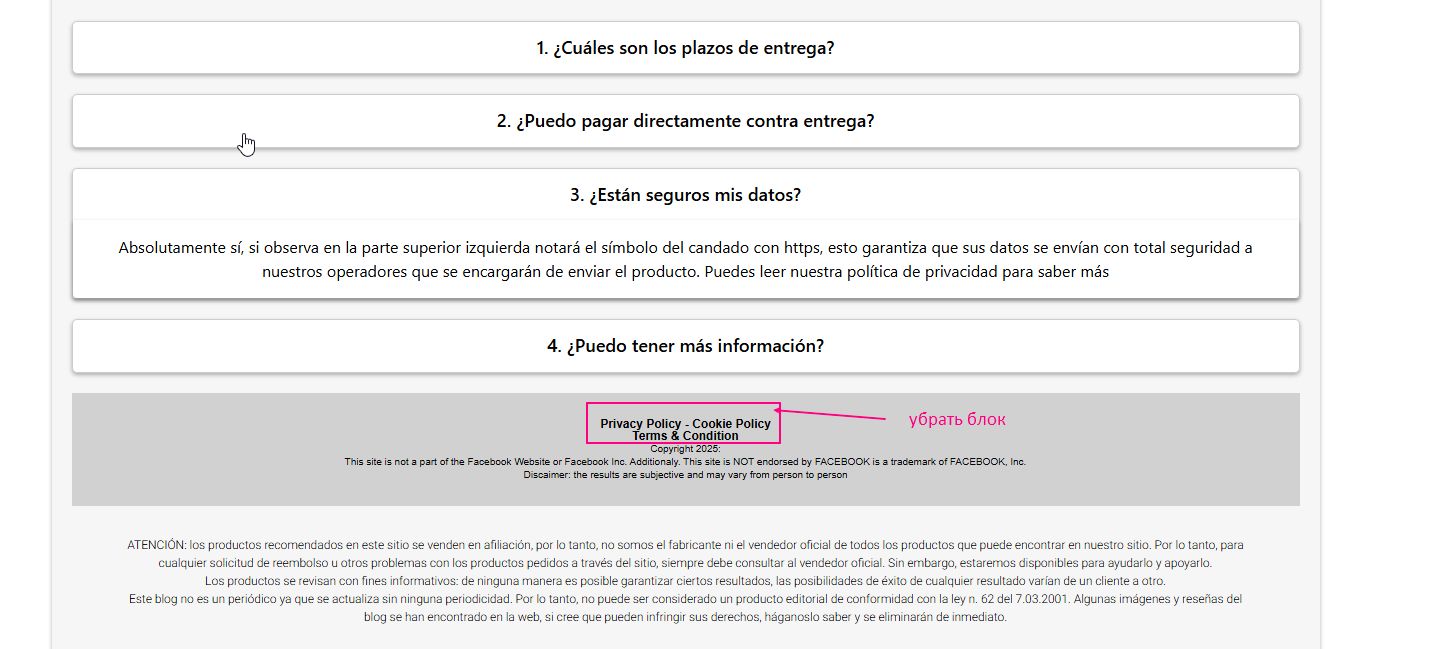 1. ¿Cuáles son los plazos de entrega?
2. ¿Puedo pagar directamente contra entrega?
3. ¿Están seguros mis datos?
Absolutamente sí, si observa en la parte superior izquierda notará el símbolo del candado con https, esto garantiza que sus datos se envían con total seguridad a
nuestros operadores que se encargarán de enviar el producto. Puedes leer nuestra política de privacidad para saber más
4. ¿Puedo tener más información?
Privacy Policy - Cookie Policy
убрать блок
Terms & Condition
Copyright 2025:
This site is not a part of the Facebook Website or Facebook Inc. Additionaly. This site is NOT endorsed by FACEBOOK is a trademark of FACEBOOK, Inc.
Discaimer: the results are subjective and may vary from person to person
ATENCIÓN: los productos recomendados en este sitio se venden en afiliación, por lo tanto, no somos el fabricante ni el vendedor oficial de todos los productos que puede encontrar en nuestro sitio. Por lo tanto, para
cualquier solicitud de reembolso u otros problemas con los productos pedidos a través del sitio, siempre debe consultar al vendedor oficial. Sin embargo, estaremos disponibles para ayudarlo y apoyarlo.
Los productos se revisan con fines informativos: de ninguna manera es posible garantizar ciertos resultados, las posibilidades de éxito de cualquier resultado varían de un cliente a otro.
Este blog no es un periódico ya que se actualiza sin ninguna periodicidad. Por lo tanto, no puede ser considerado un producto editorial de conformidad con la ley n. 62 del 7.03.2001. Algunas imágenes y reseñas del
blog se han encontrado en la web, si cree que pueden infringir sus derechos, háganoslo saber y se eliminarán de inmediato.